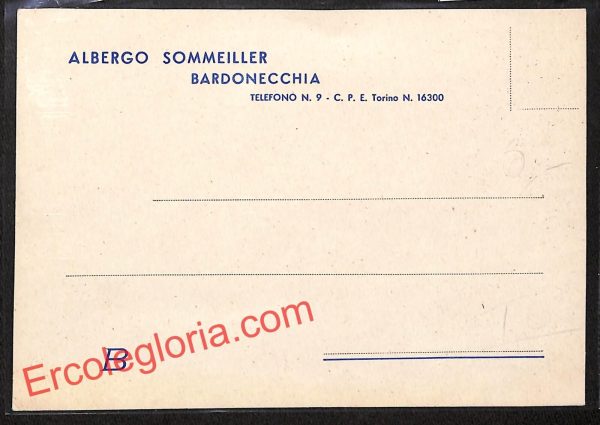 ALBERGO SOMMEILLER
BARDONECCHIA
TELEFONO N. 9 - C. P. E. Torino N. 16300
Ercolegloria.com
B